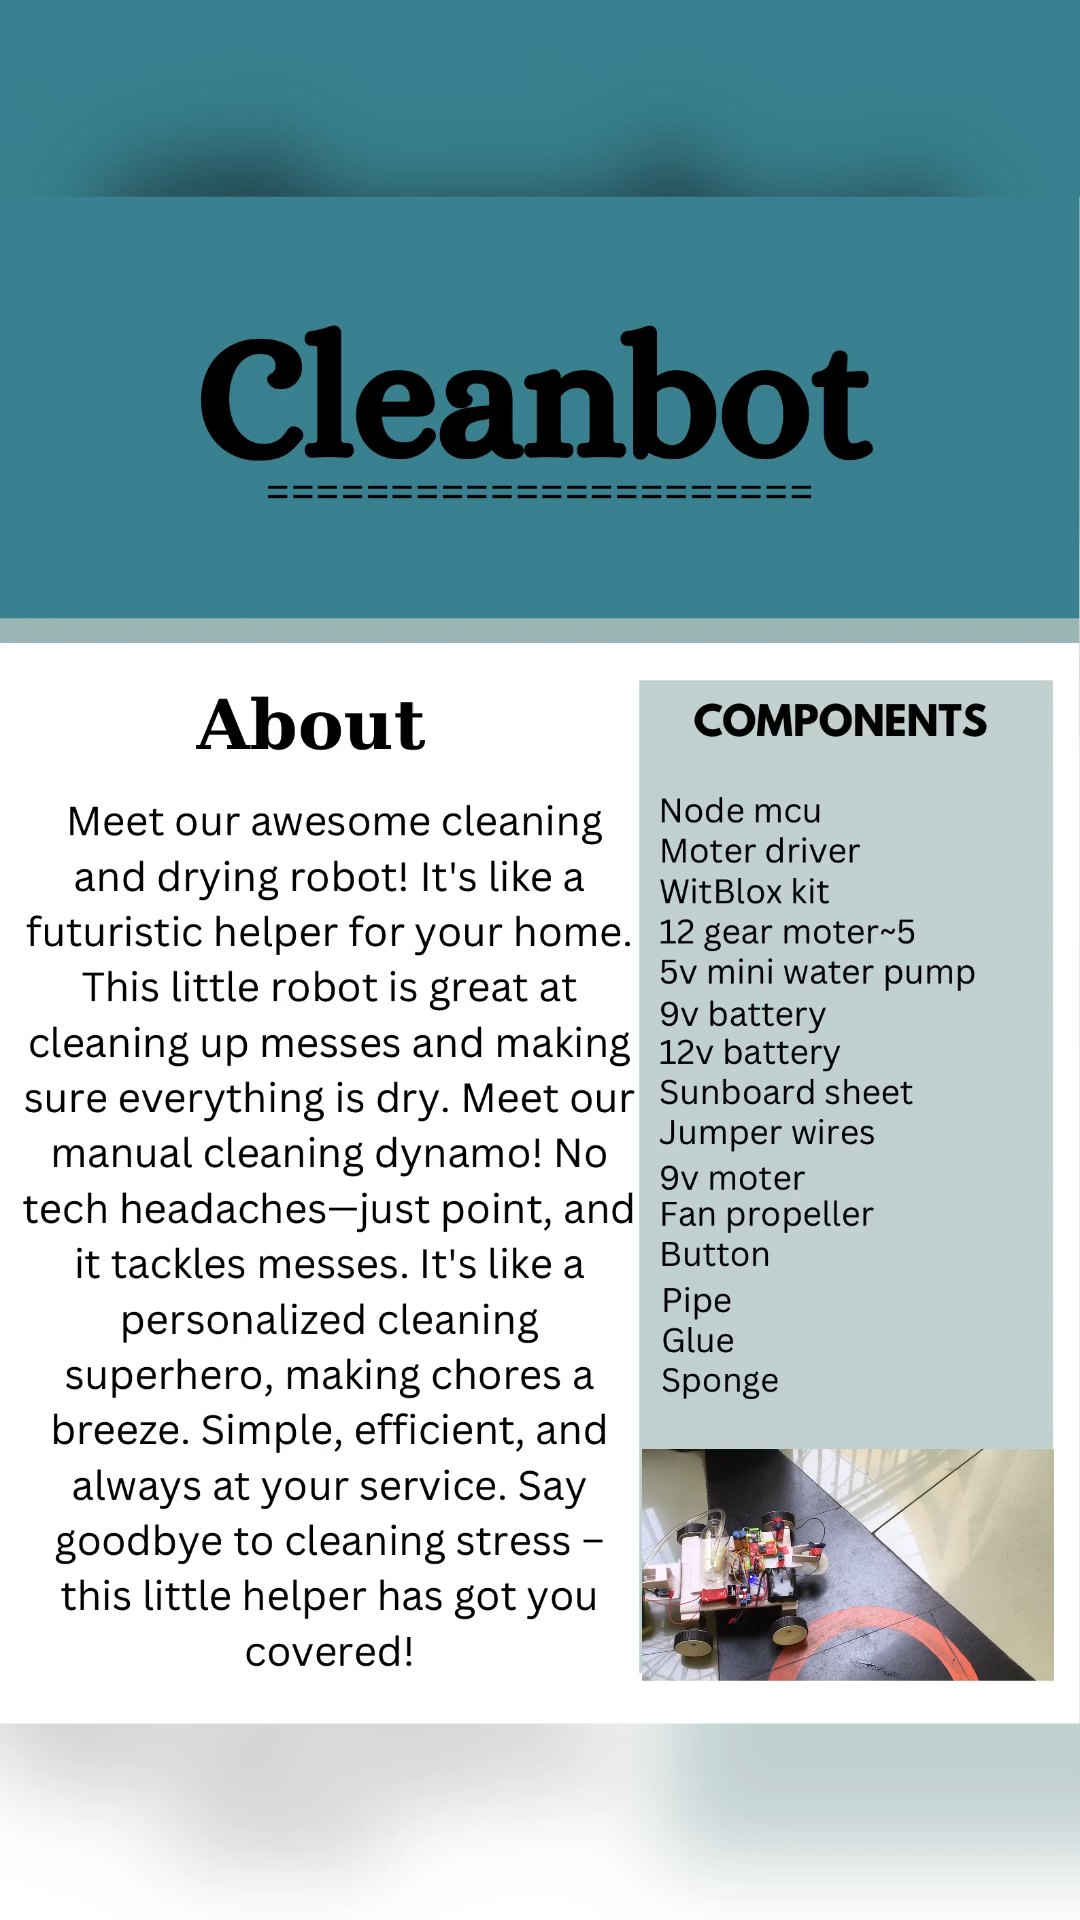 Cleanbot
======================
About
Meet our awesome cleaning
and drying robot! It's like a
futuristic helper for your home.
This little robot is great at
cleaning up messes and making
sure everything is dry. Meet our
manual cleaning dynamo! No
tech headaches—just point, and
it tackles messes. It's like a
personalized cleaning
superhero, making chores a
breeze. Simple, efficient, and
always at your service. Say
goodbye to cleaning stress –
this little helper has got you
covered!
COMPONENTS
Node mcu
Moter driver
WitBlox kit
12 gear moter~5
5v mini water pump
9v battery
12v battery
Sunboard sheet
Jumper wires
9v moter
Fan propeller
Button
Pipe
Glue
Sponge